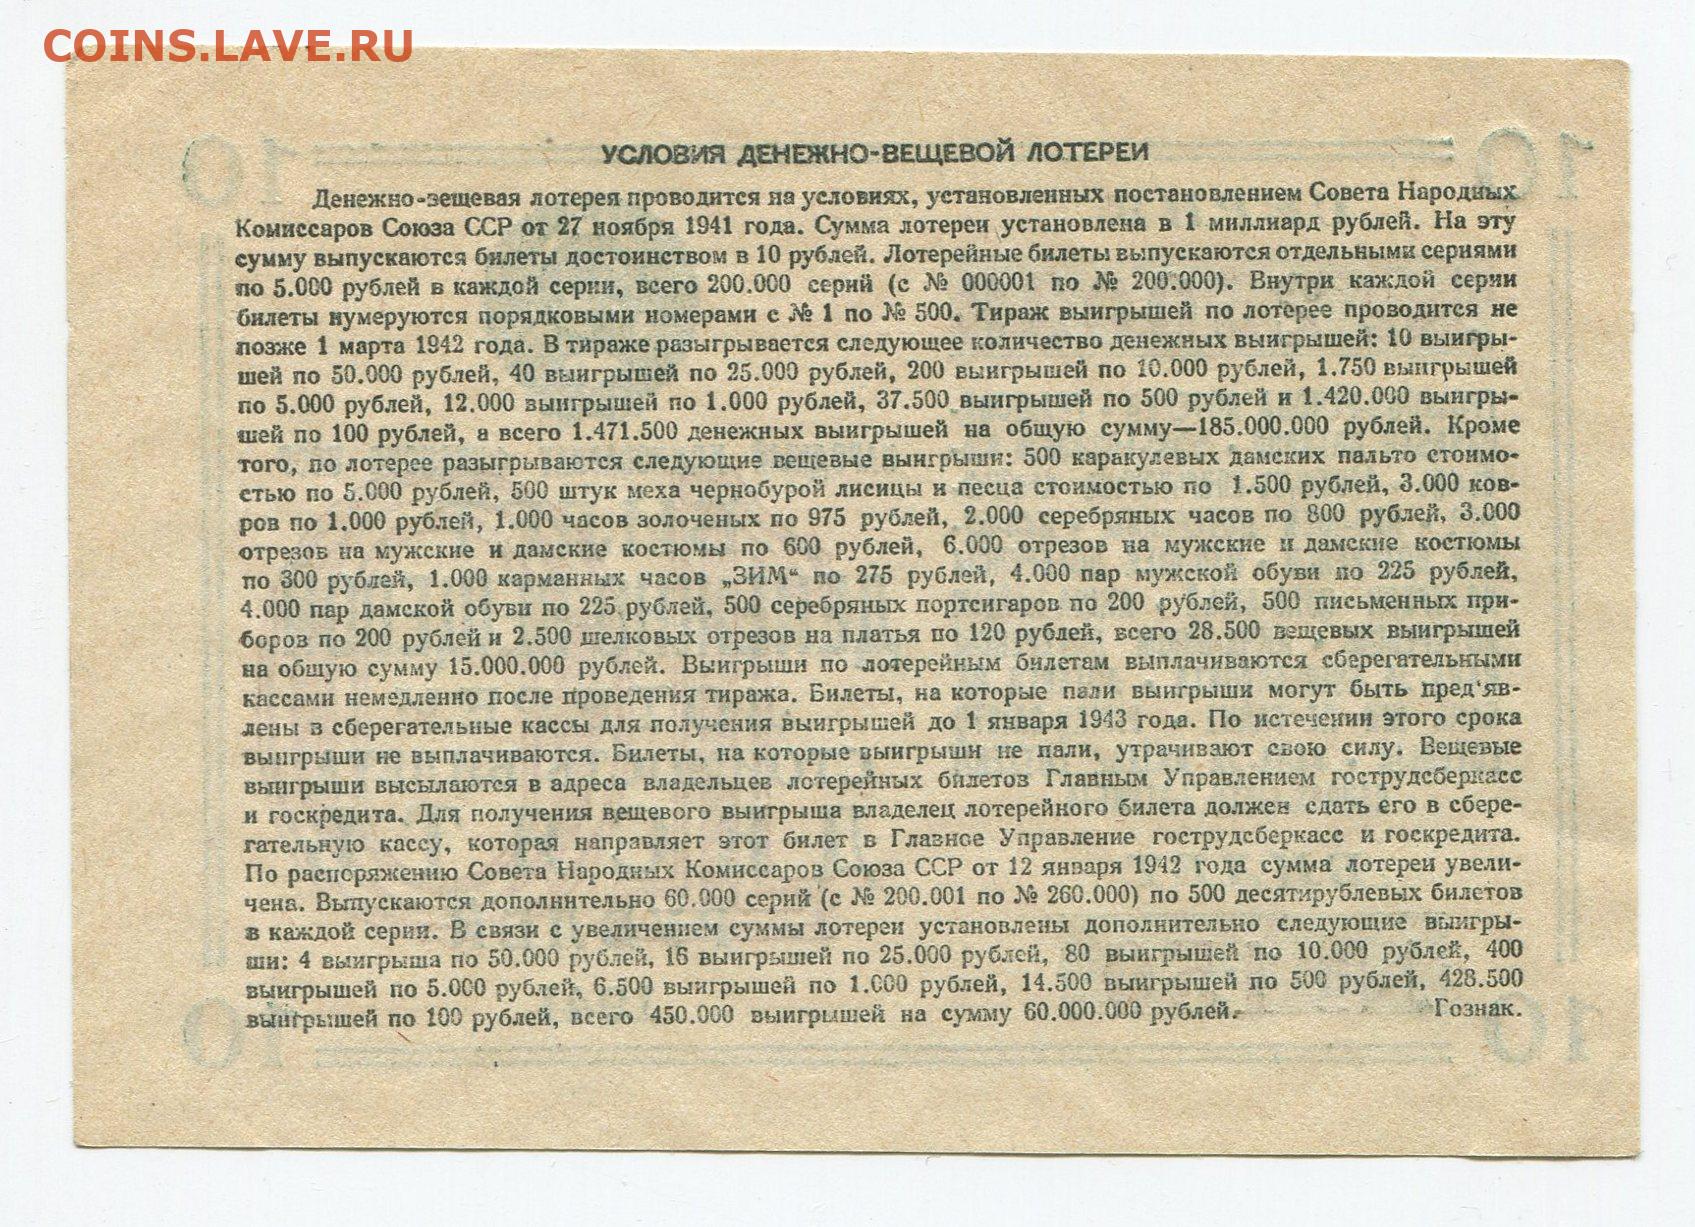 COINS.LAVE.RU
УСЛОВИЯ ДЕНЕЖНО-ВЕЩЕВОЙ ЛОТЕРЕИ
Денежно-вещевая лотерея проводится на условиях, установленных постановлением Совета Народных
Комиссаров Союза ССР от 27 ноября 1941 года. Сумма лотереи установлена в 1 миллиард рублей. На эту
сумму выпускаются билеты достоинством в 10 рублей. Лотерейные билеты выпускаются отдельными сериями
по 5.000 рублей в каждой серии, всего 200.000 серий (с № 000001 по № 200.000). Внутри каждой серии
билеты нумеруются порядковыми номерами с № 1 по № 500. Тираж выигрышей по лотерее проводится не
позже 1 марта 1942 года. В тираже разыгрывается следующее количество денежных выигрышей: 10 выигры-
шей по 50.000 рублей, 40 выигрышей по 25.000 рублей, 200 выигрышей по 10.000 рублей, 1.750 выигрышей
по 5.000 рублей, 12.000 выигрышей по 1.000 рублей, 37.500 выигрышей по 500 рублей и 1.420.000 выигры-
шей по 100 рублей, а всего 1.471.500 денежных выигрышей на общую сумму—185.000.000 рублей. Кроме
того, по лотерее разыгрываются следующие вещевые выигрыши: 500 каракулевых дамских пальто стоимо-
стью по 5.000 рублей, 500 штук меха чернобурой лисицы и песца стоимостью по 1.500 рублей, 3.000 ков-
ров по 1.000 рублей, 1.000 часов золоченых по 975 рублей, 2.000 серебряных часов по 800 рублей, 3.000
отрезов на мужские и дамские костюмы по 600 рублей, 6.000 отрезов на мужские и дамские костюмы
по 300 рублей, 1.000 карманных часов „ЗИМ“ по 275 рублей, 4.000 пар мужской обуви по 225 рублей,
4.000 пар дамской обуви по 225 рублей, 500 серебряных портсигаров по 200 рублей, 500 письменных при-
боров по 200 рублей и 2.500 шелковых отрезов на платья по 120 рублей, всего 28.500 вещевых выигрышей
на общую сумму 15.000.000 рублей. Выигрыши по лотерейным билетам выплачиваются сберегательными
кассами немедленно после проведения тиража. Билеты, на которые пали выигрыши могут быть пред‘яв-
лены в сберегательные кассы для получения выигрышей до 1 января 1943 года. По истечении этого срока
выигрыши не выплачиваются. Билеты, на которые выигрыши не пали, утрачивают свою силу. Вещевые
выигрыши высылаются в адреса владельцев лотерейных билетов Главным Управлением гострудсберкасс
и госкредита. Для получения вещевого выигрыша владелец лотерейного билета должен сдать его в сбере-
гательную кассу, которая направляет этот билет в Главное Управление гострудсберкасс и госкредита.
По распоряжению Совета Народных Комиссаров Союза ССР от 12 января 1942 года сумма лотереи увели-
чена. Выпускаются дополнительно 60.000 серий (с № 200.001 по № 260.000) по 500 десятирублевых билетов
в каждой серии. В связи с увеличением суммы лотереи установлены дополнительно следующие выигры-
ши: 4 выигрыша по 50.000 рублей, 16 выигрышей по 25.000 рублей, 80 выигрышей по 10.000 рублей, 400
выигрышей по 5.000 рублей, 6.500 выигрышей по 1.000 рублей, 14.500 выигрышей по 500 рублей, 428.500
выигрышей по 100 рублей, всего 450.000 выигрышей на сумму 60.000.000 рублей. Гознак.